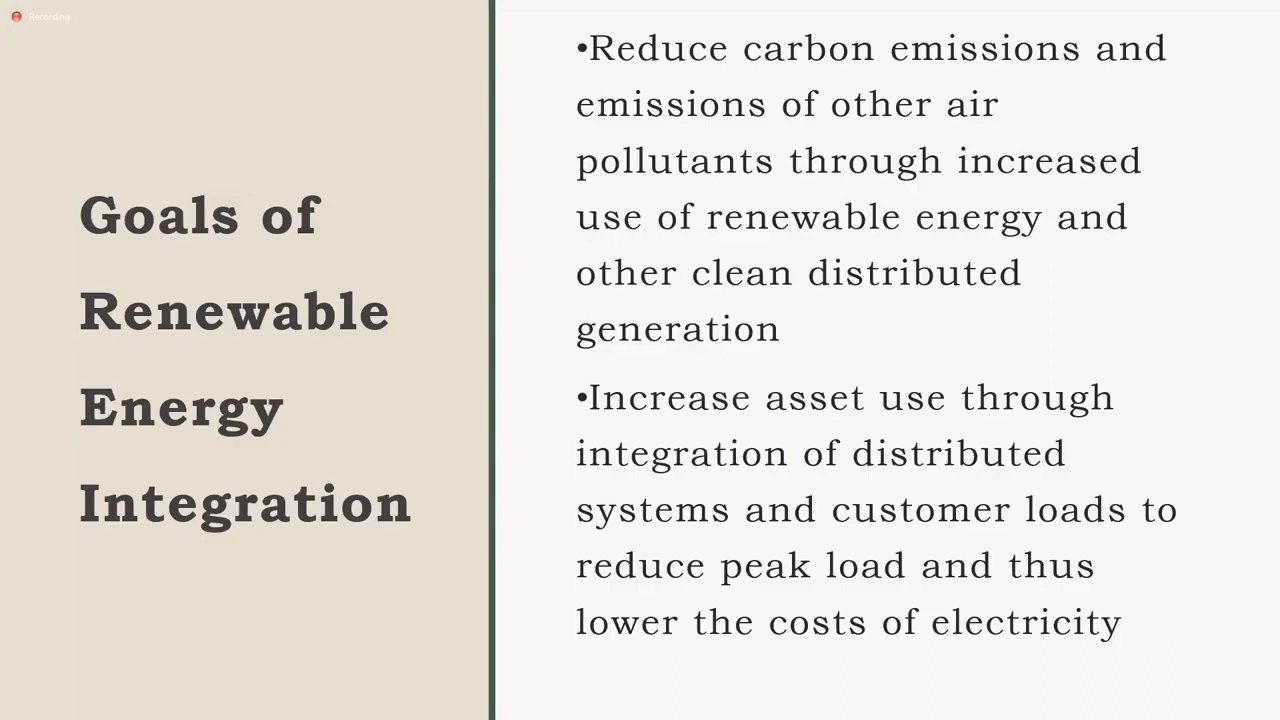 Recording
Goals of
Renewable
Energy
Integration
•Reduce carbon emissions and
emissions of other air
pollutants through increased
use of renewable energy and
other clean distributed
generation
•Increase asset use through
integration of distributed
systems and customer loads to
reduce peak load and thus
lower the costs of electricity